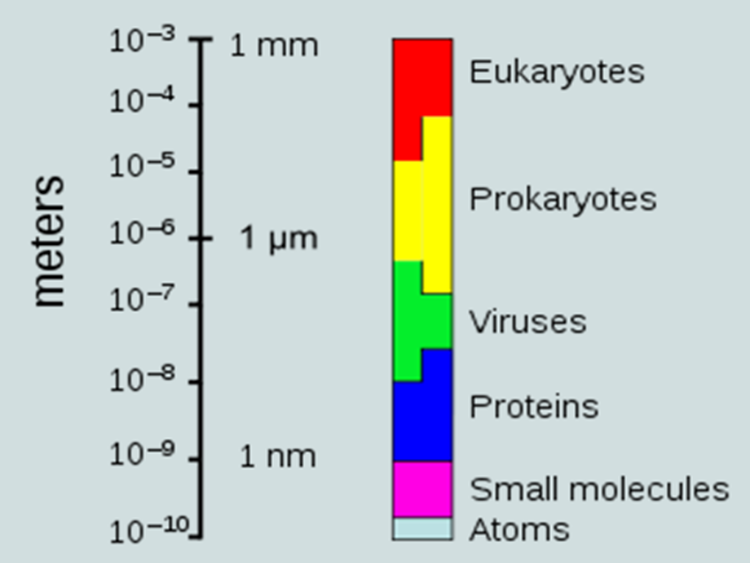 meters
10⁻³ 1 mm
10⁻⁴
10⁻⁵
10⁻⁶ 1 µm
10⁻⁷
10⁻⁸
10⁻⁹ 1 nm
10⁻¹⁰
Eukaryotes
Prokaryotes
Viruses
Proteins
Small molecules
Atoms